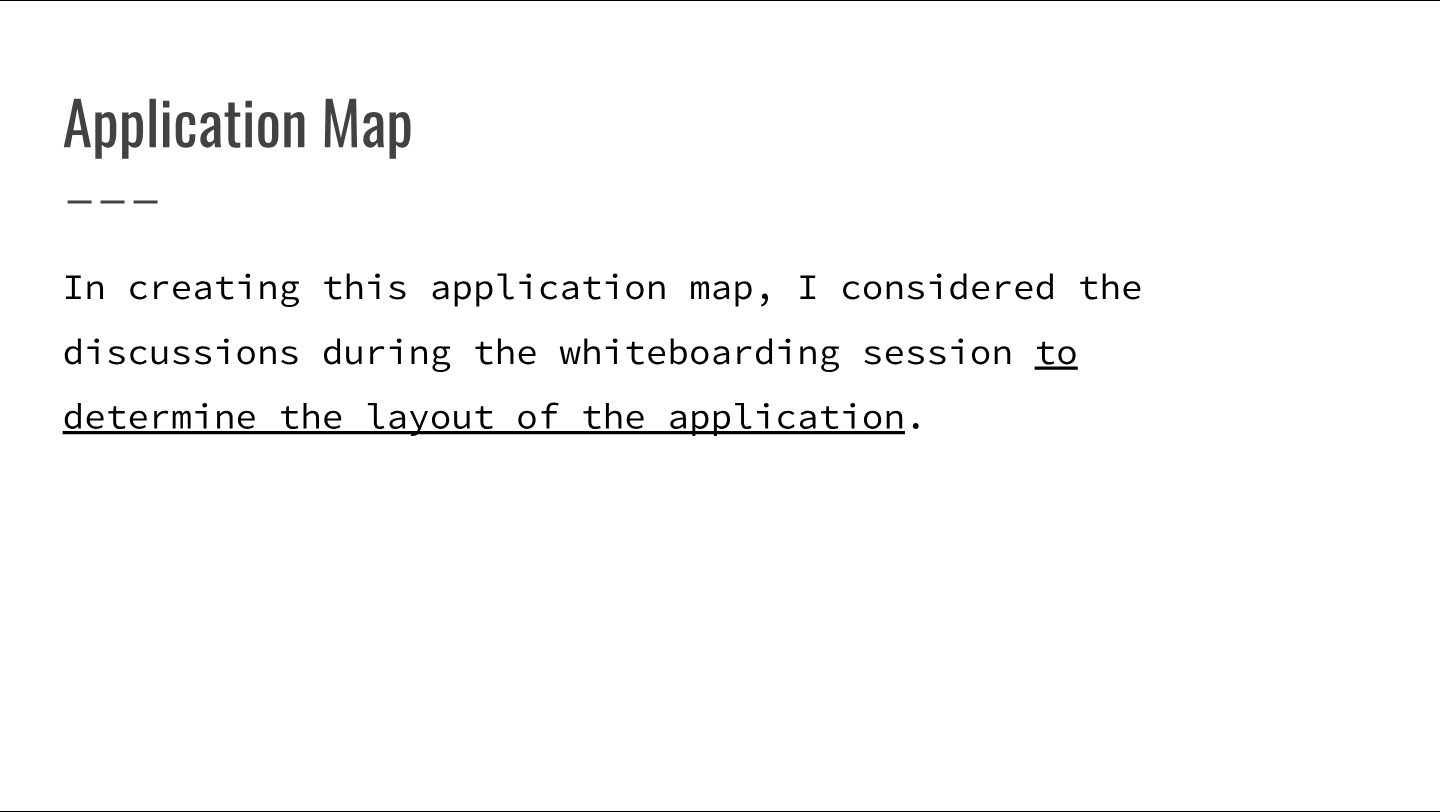 Application Map
———
In creating this application map, I considered the
discussions during the whiteboarding session to
determine the layout of the application.